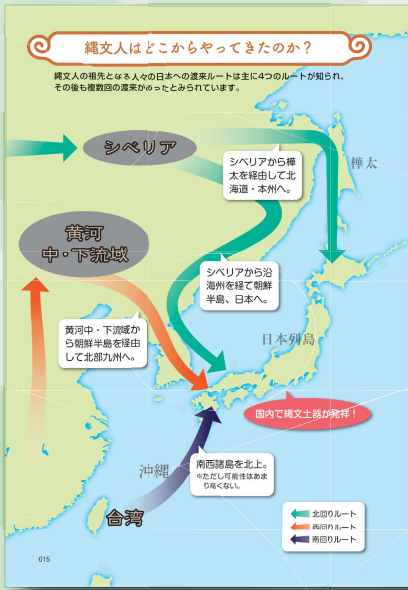 縄文人はどこからやってきたのか？
縄文人の祖先となる人々の日本への渡来ルートは主に4つのルートが知られ、
その後も複数回の渡来があったとみられています。
シベリア
シベリアから樺
太を経由して北
海道・本州へ。
樺太
黄河
中・下流域
シベリアから沿
海州を経て朝鮮
半島、日本へ。
黄河中・下流域か
ら朝鮮半島を経由
して北部九州へ。
日本列島
国内で縄文土器が発祥！
南西諸島を北上。
※ただし可能性はあま
り高くない。
沖縄
台湾
北回りルート
西回りルート
南回りルート
015